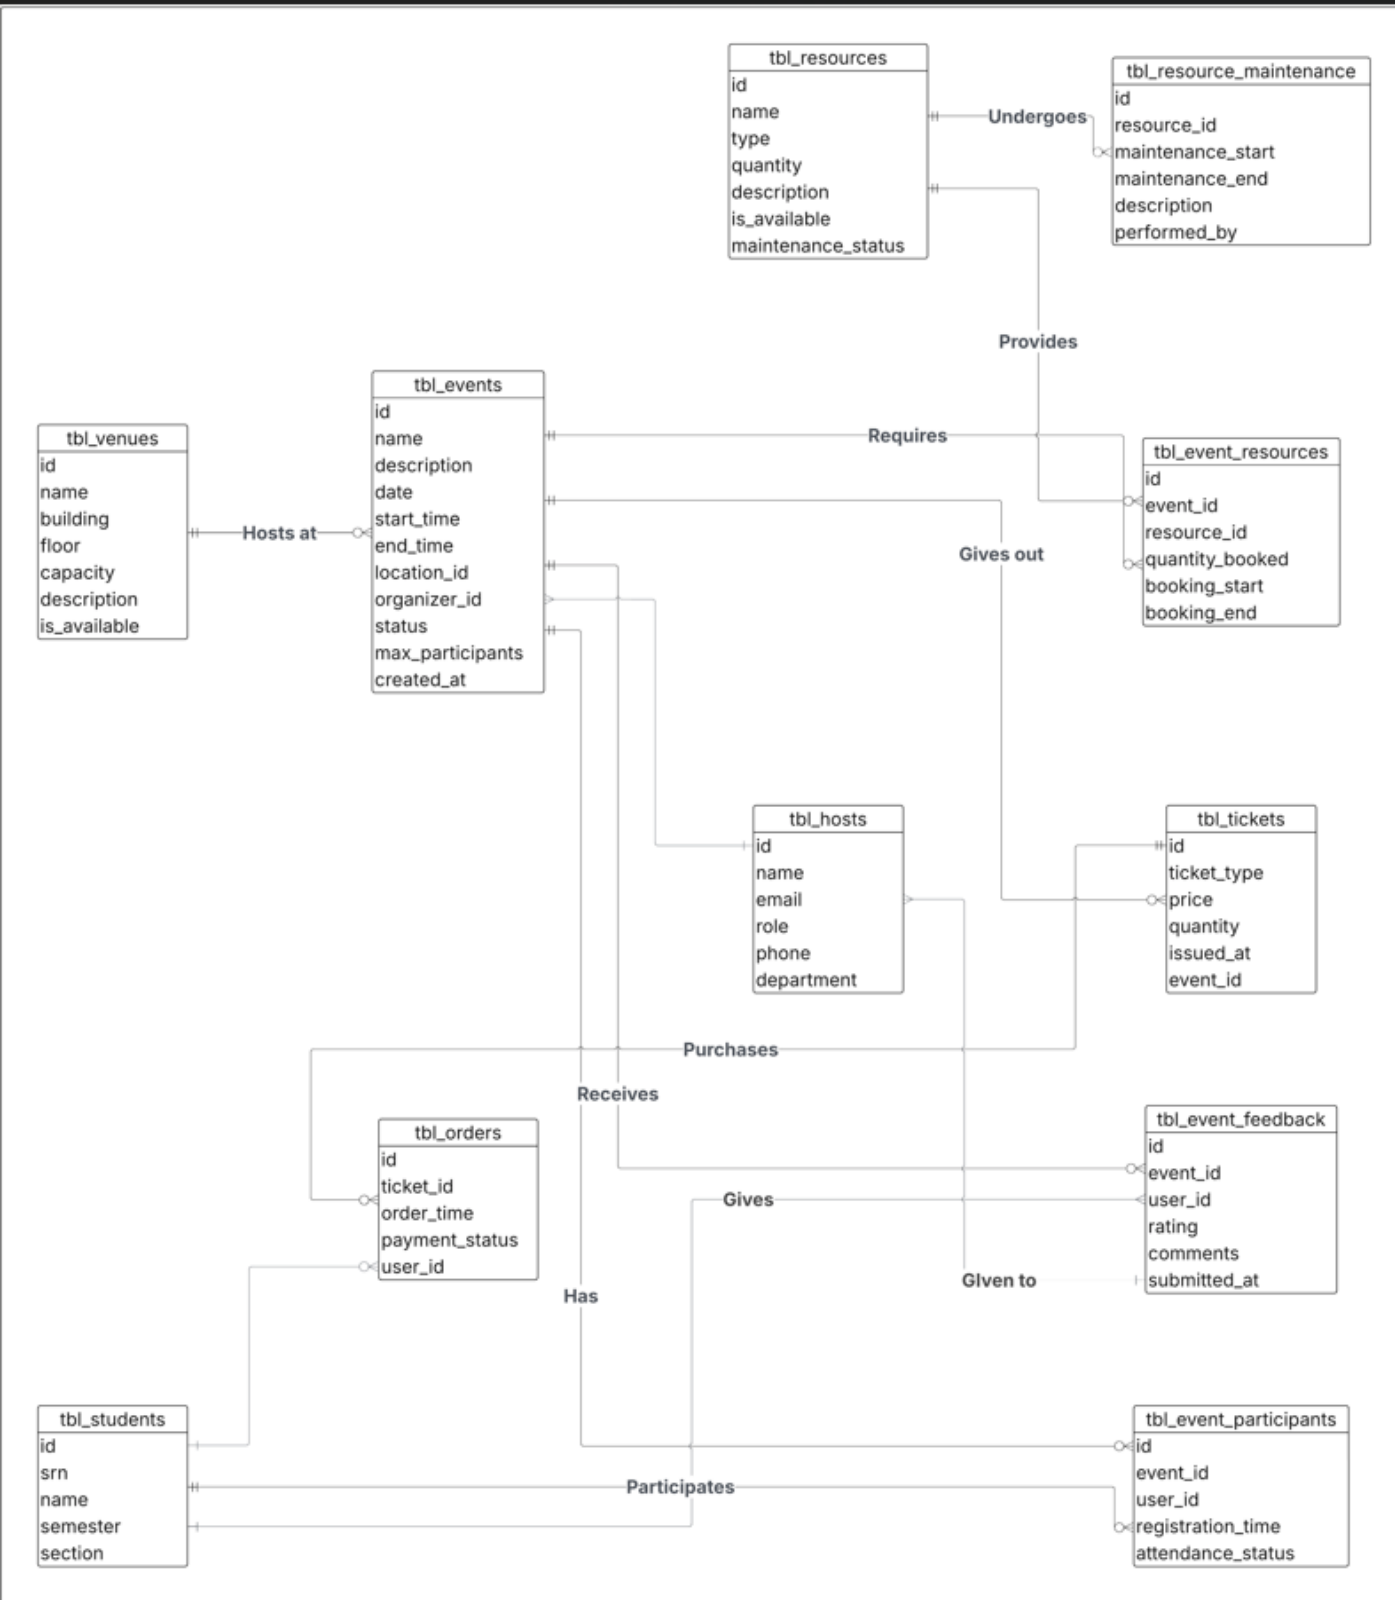 tbl_resources
id
name
type
quantity
description
is_available
maintenance_status
Undergoes
tbl_resource_maintenance
id
resource_id
maintenance_start
maintenance_end
description
performed_by
Provides
tbl_venues
id
name
building
floor
capacity
description
is_available
Hosts at
tbl_events
id
name
description
date
start_time
end_time
location_id
organizer_id
status
max_participants
created_at
Requires
Gives out
tbl_event_resources
id
event_id
resource_id
quantity_booked
booking_start
booking_end
tbl_hosts
id
name
email
role
phone
department
tbl_tickets
id
ticket_type
price
quantity
issued_at
event_id
Purchases
Receives
tbl_orders
id
ticket_id
order_time
payment_status
user_id
Gives
GIven to
Has
tbl_event_feedback
id
event_id
user_id
rating
comments
submitted_at
tbl_students
id
srn
name
semester
section
Participates
tbl_event_participants
id
event_id
user_id
registration_time
attendance_status